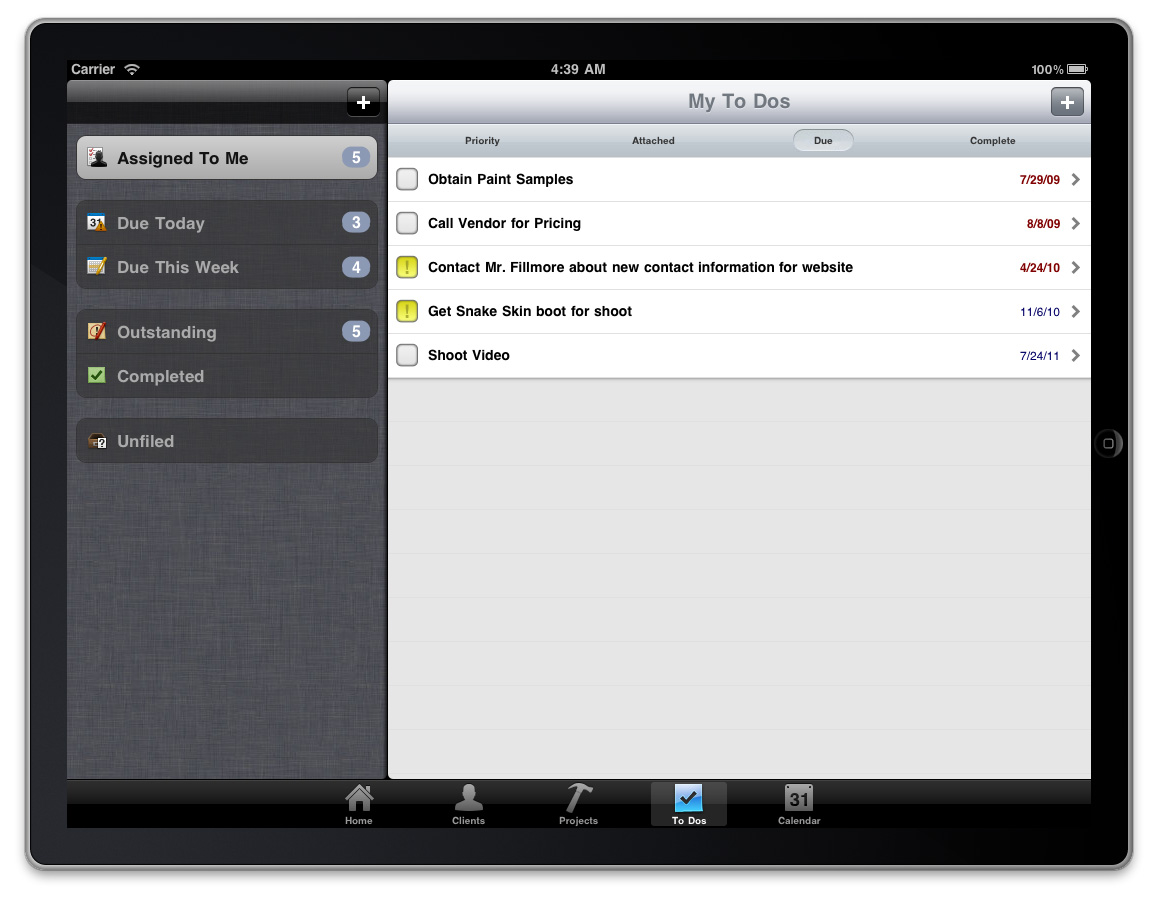 Carrier 4:39 AM 100%
+
My To Dos +
Priority Attached Due Complete
Assigned To Me 5
31 Due Today 3
Due This Week 4
Outstanding 5
Completed
? Unfiled
Obtain Paint Samples 7/29/09
Call Vendor for Pricing 8/8/09
! Contact Mr. Fillmore about new contact information for website 4/24/10
! Get Snake Skin boot for shoot 11/6/10
Shoot Video 7/24/11
31
Home Clients Projects To Dos Calendar